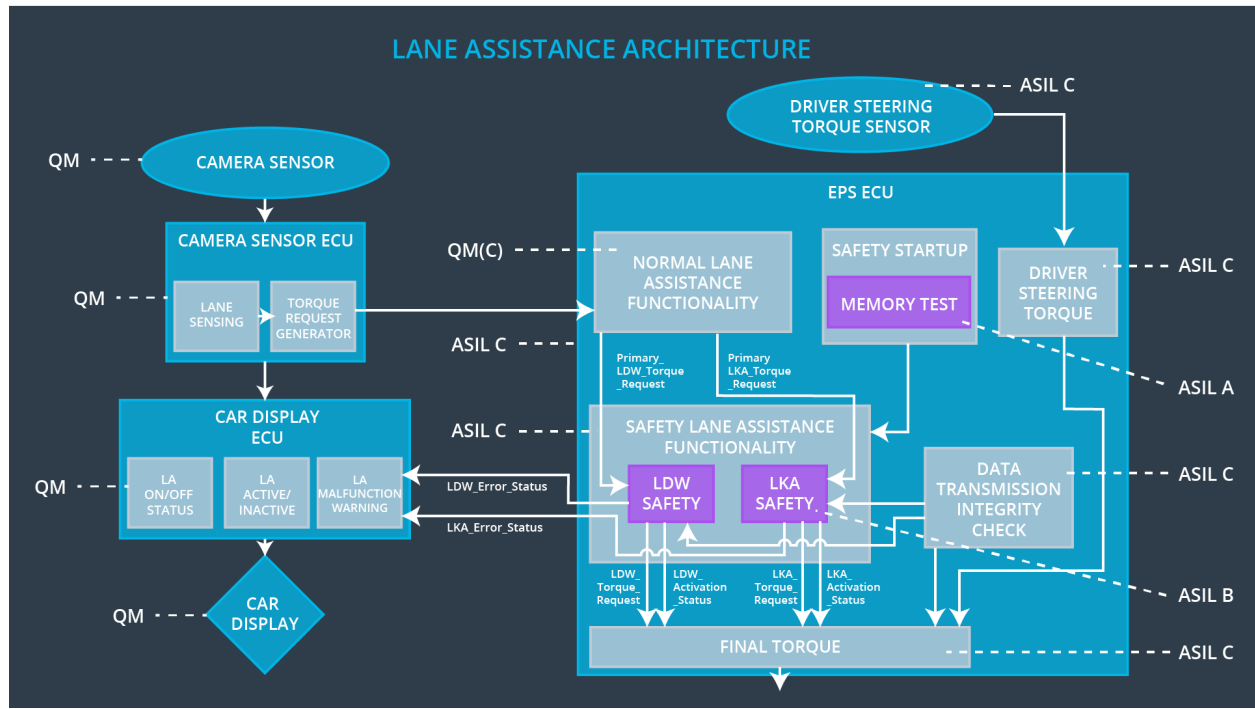 LANE ASSISTANCE ARCHITECTURE
ASIL C
DRIVER STEERING
TORQUE SENSOR
QM
CAMERA SENSOR
EPS ECU
CAMERA SENSOR ECU
QM(C)
NORMAL LANE
ASSISTANCE
FUNCTIONALITY
SAFETY STARTUP
MEMORY TEST
DRIVER
STEERING
TORQUE
ASIL C
QM
LANE
SENSING
TORQUE
REQUEST
GENERATOR
ASIL C
Primary_
LDW_Torque
_Request
Primary
LKA_Torque
_Request
ASIL A
CAR DISPLAY
ECU
ASIL C
SAFETY LANE ASSISTANCE
FUNCTIONALITY
QM
LA
ON/OFF
STATUS
LA
ACTIVE/
INACTIVE
LA
MALFUNCTION
WARNING
LDW_Error_Status
LKA_Error_Status
LDW
SAFETY
LKA
SAFETY
DATA
TRANSMISSION
INTEGRITY
CHECK
ASIL C
LDW_
Torque_
Request
LDW_
Activation
_Status
LKA_
Torque_
Request
LKA_
Activation
_Status
ASIL B
QM
CAR
DISPLAY
FINAL TORQUE
ASIL C